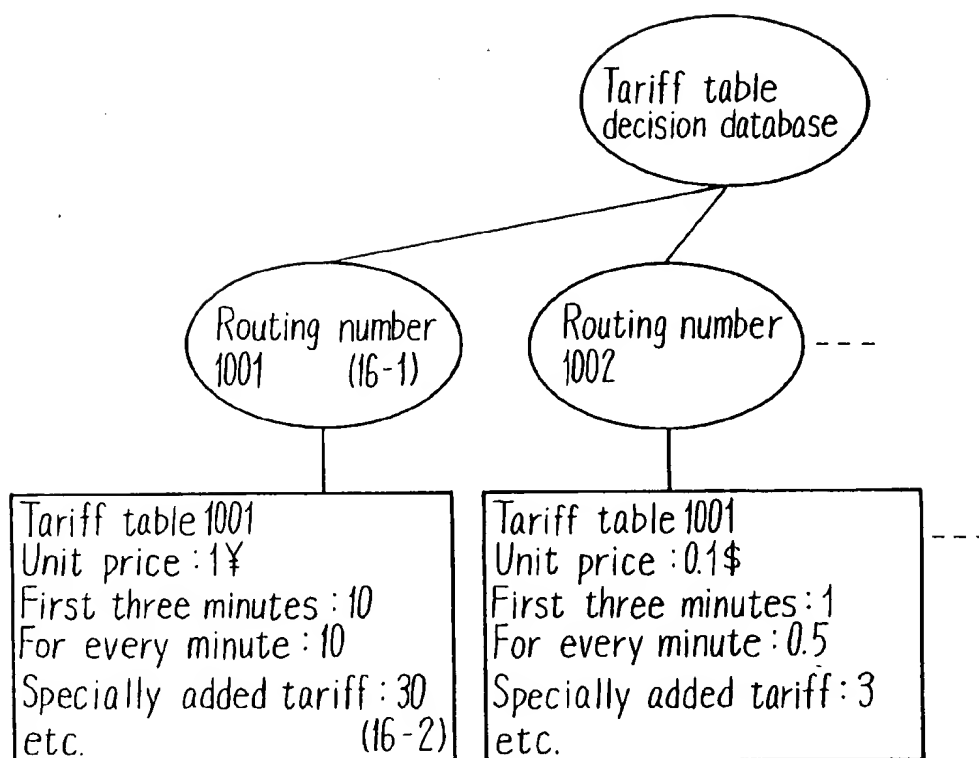 Tariff table
decision database
Routing number
1001 (16-1)
Routing number
1002
Tariff table 1001
Unit price : 1¥
First three minutes : 10
For every minute : 10
Specially added tariff : 30
etc. (16-2)
Tariff table 1001
Unit price : 0.1$
First three minutes : 1
For every minute : 0.5
Specially added tariff : 3
etc.